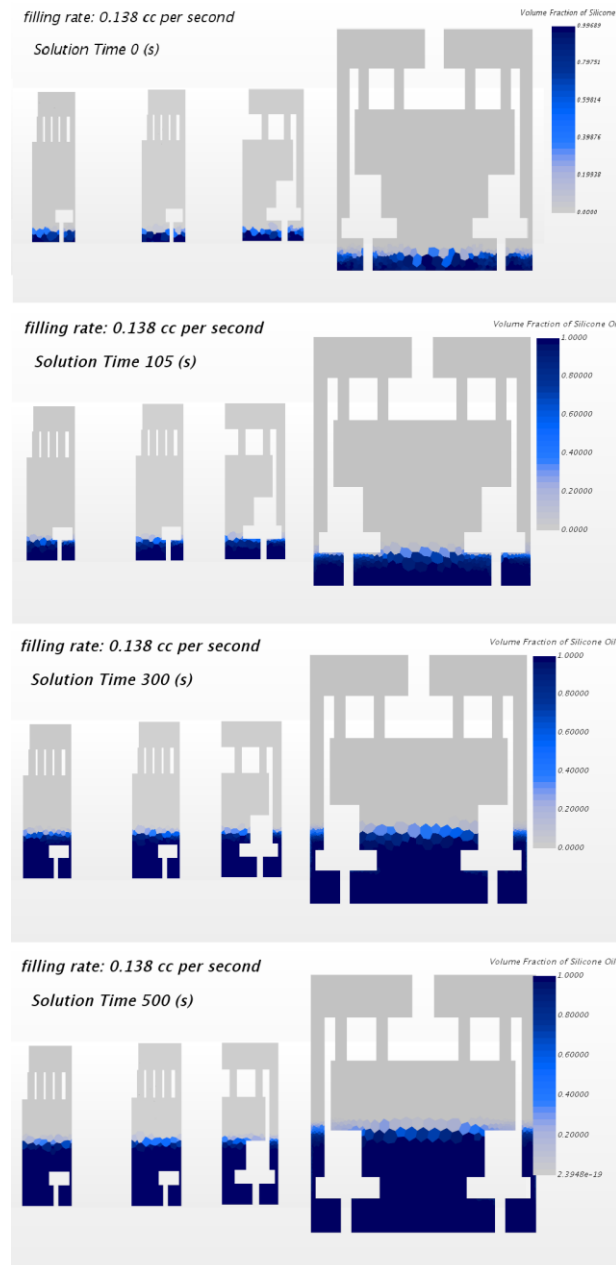 filling rate: 0.138 cc per second
Volume Fraction of Silicone
Solution Time 0 (s)
0.99689
0.79751
0.59814
0.39876
0.19938
0.0000
filling rate: 0.138 cc per second
Volume Fraction of Silicone Oi
Solution Time 105 (s)
1.0000
0.80000
0.60000
0.40000
0.20000
0.0000
filling rate: 0.138 cc per second
Volume Fraction of Silicone Oil
Solution Time 300 (s)
1.0000
0.80000
0.60000
0.40000
0.20000
0.0000
filling rate: 0.138 cc per second
Volume Fraction of Silicone Oil
Solution Time 500 (s)
1.0000
0.80000
0.60000
0.40000
0.20000
2.3948e-19